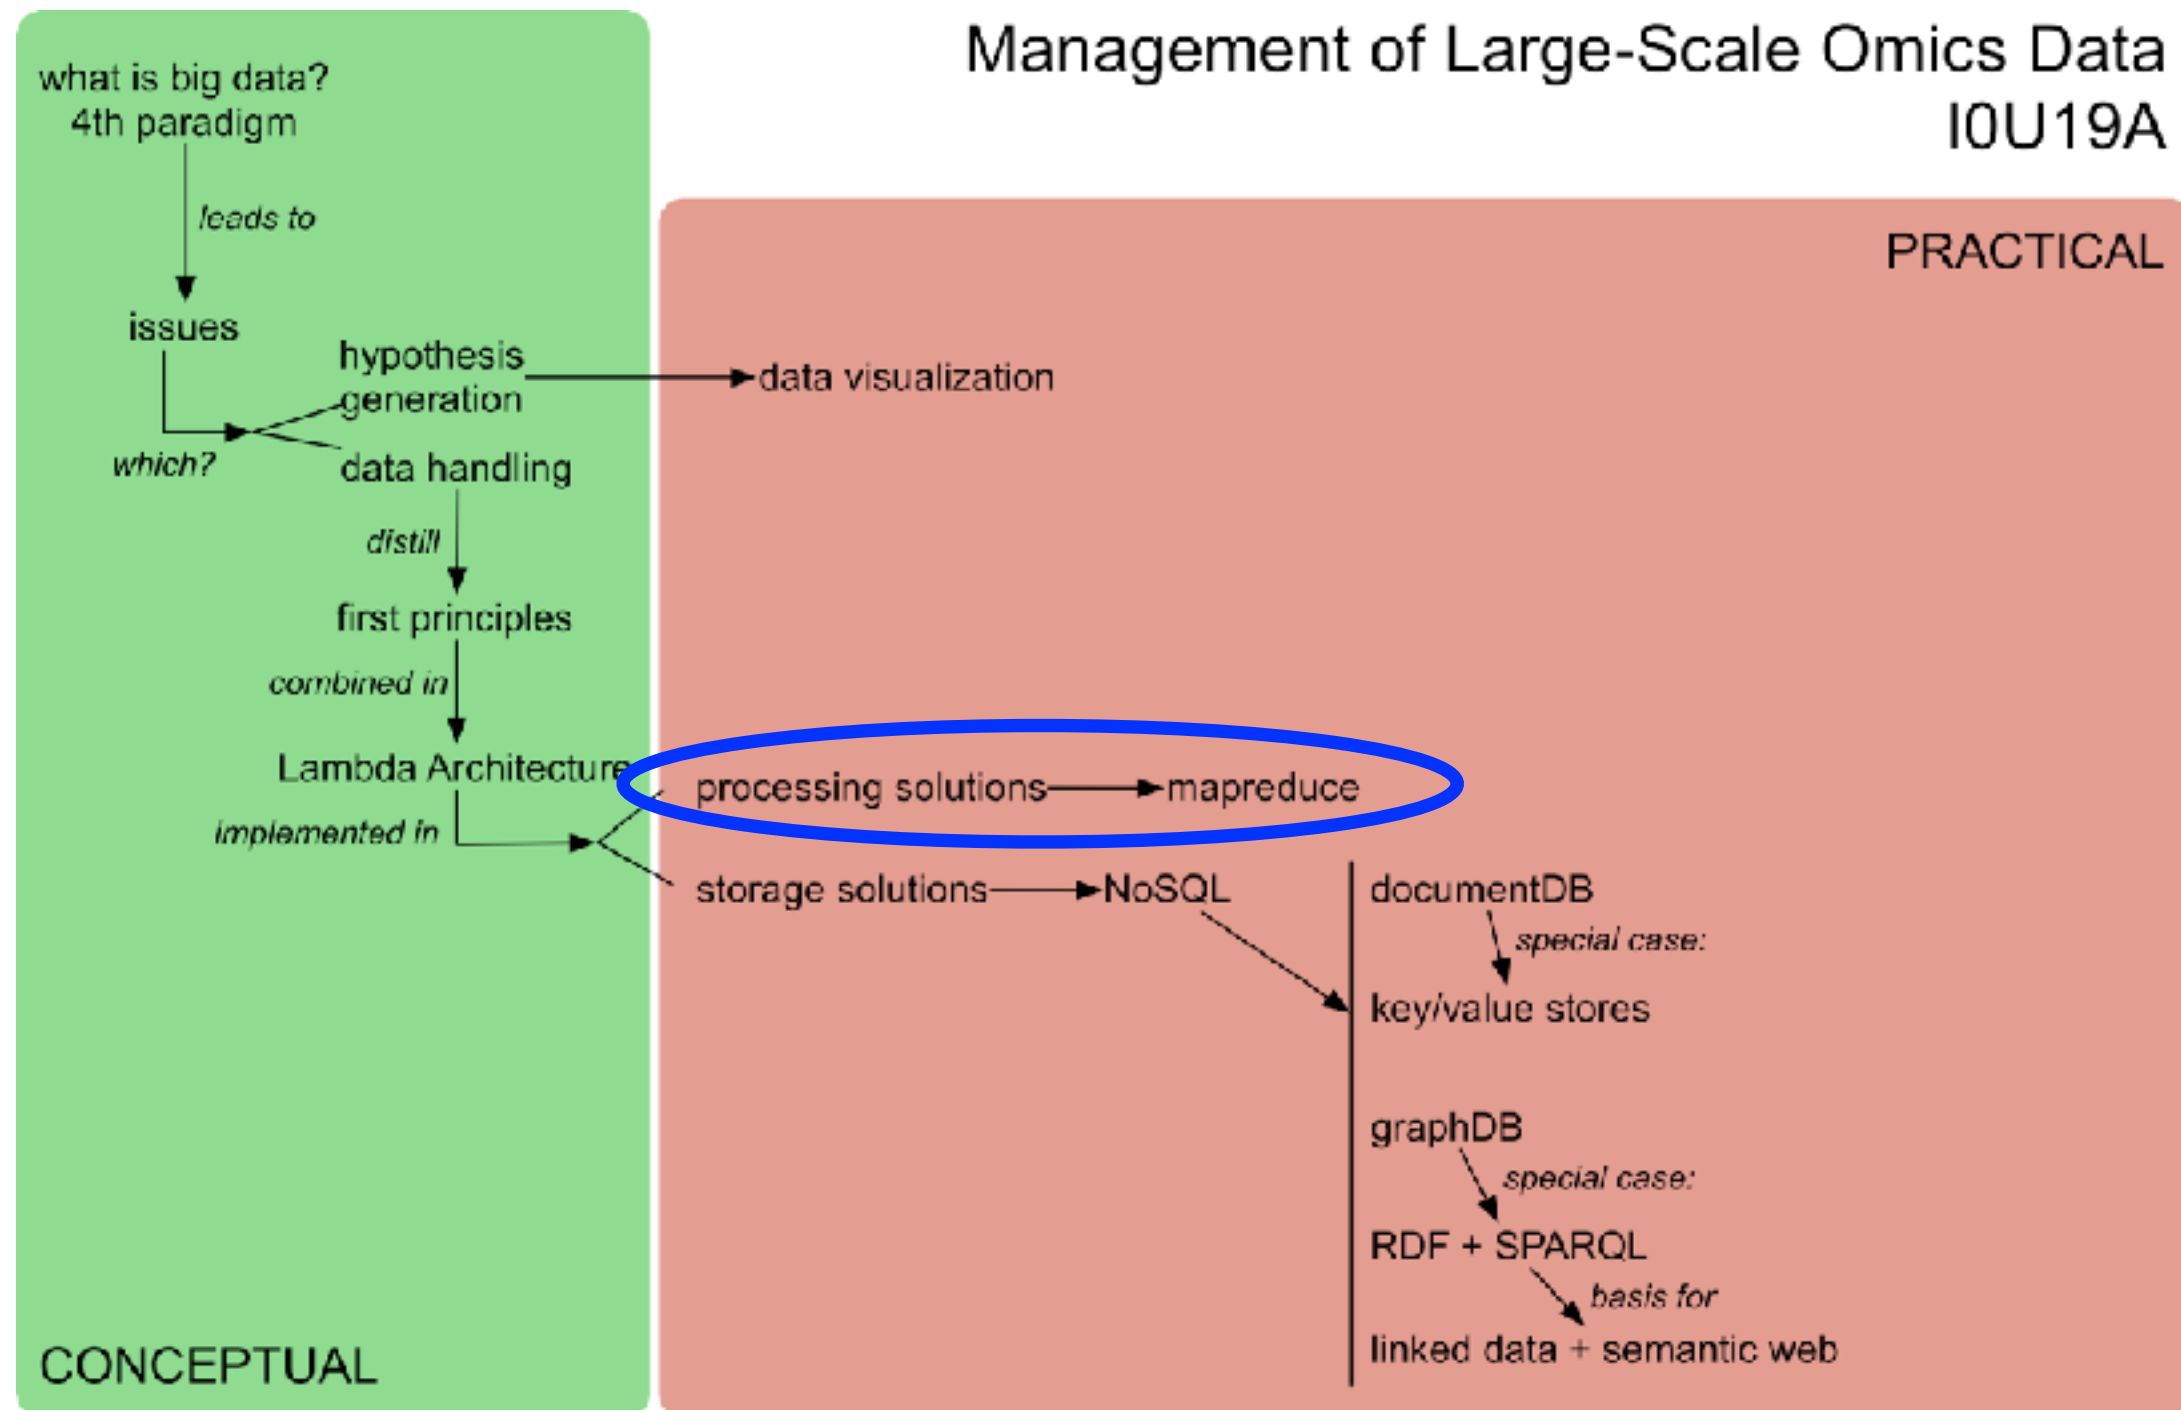 Management of Large-Scale Omics Data
I0U19A
what is big data?
4th paradigm
leads to
issues
which?
hypothesis
generation
data handling
distill
first principles
combined in
Lambda Architecture
implemented in
CONCEPTUAL
PRACTICAL
data visualization
processing solutions
mapreduce
storage solutions
NoSQL
documentDB
special case:
key/value stores
graphDB
special case:
RDF + SPARQL
basis for
linked data + semantic web